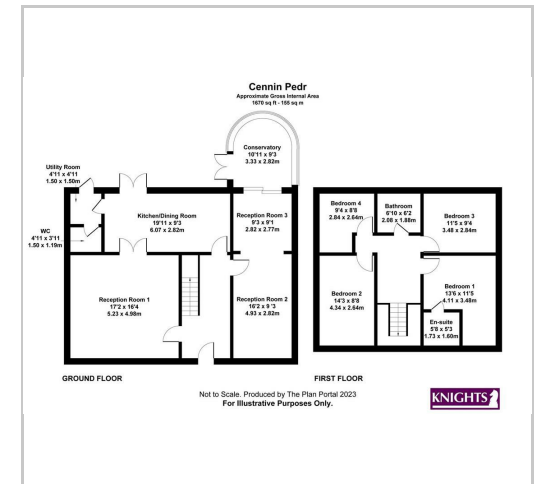 Cennin Pedr
Approximate Gross Internal Area
1670 sq ft - 155 sq m
Conservatory
10'11 x 9'3
3.33 x 2.82m
Utility Room
4'11 x 4'11
1.50 x 1.50m
WC
4'11 x 3'11
1.50 x 1.19m
Kitchen/Dining Room
19'11 x 9'3
6.07 x 2.82m
Reception Room 3
9'3 x 9'1
2.82 x 2.77m
Reception Room 1
17'2 x 16'4
5.23 x 4.98m
Reception Room 2
16'2 x 9'3
4.93 x 2.82m
GROUND FLOOR
Bedroom 4
9'4 x 8'8
2.84 x 2.64m
Bathroom
6'10 x 6'2
2.08 x 1.88m
Bedroom 3
11'5 x 9'4
3.48 x 2.84m
Bedroom 2
14'3 x 8'8
4.34 x 2.64m
Bedroom 1
13'6 x 11'5
4.11 x 3.48m
En-suite
5'8 x 5'3
1.73 x 1.60m
FIRST FLOOR
Not to Scale. Produced by The Plan Portal 2023
For Illustrative Purposes Only.
KNIGHTS